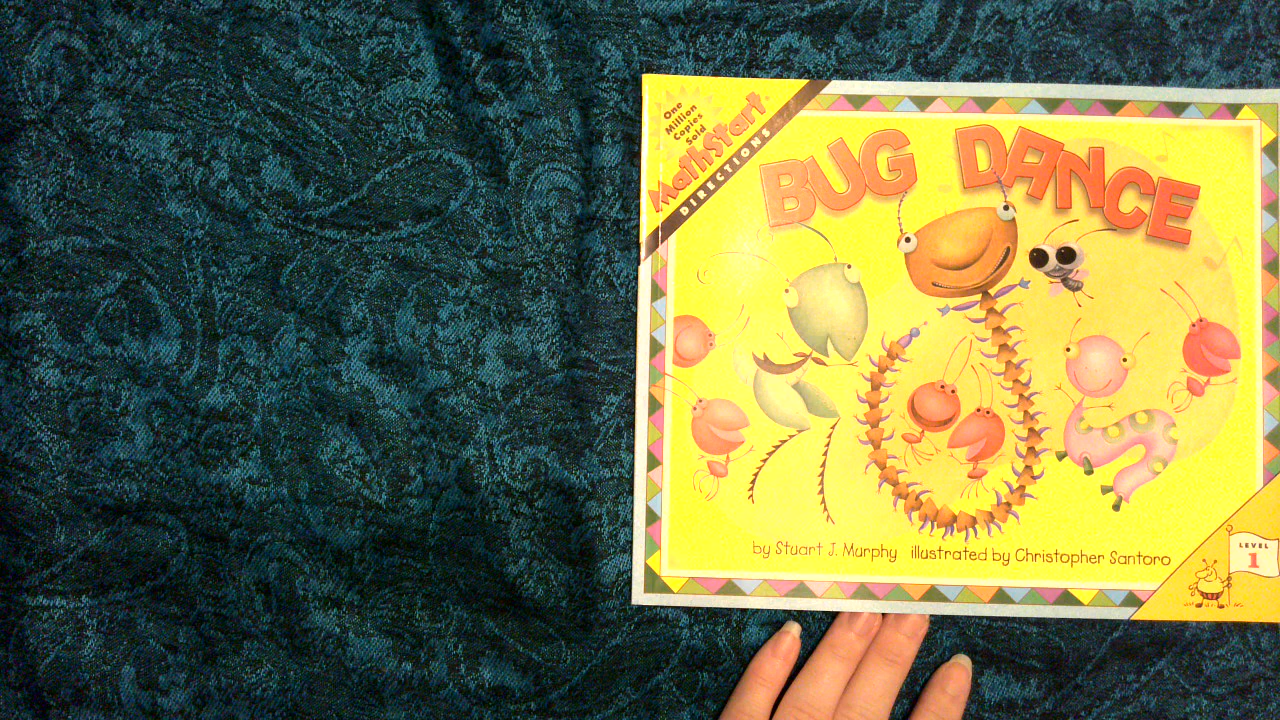 One
Million
Copies
Sold
MathStart
DIRECTIONS
BUG DANCE
by Stuart J. Murphy illustrated by Christopher Santoro
LEVEL
1